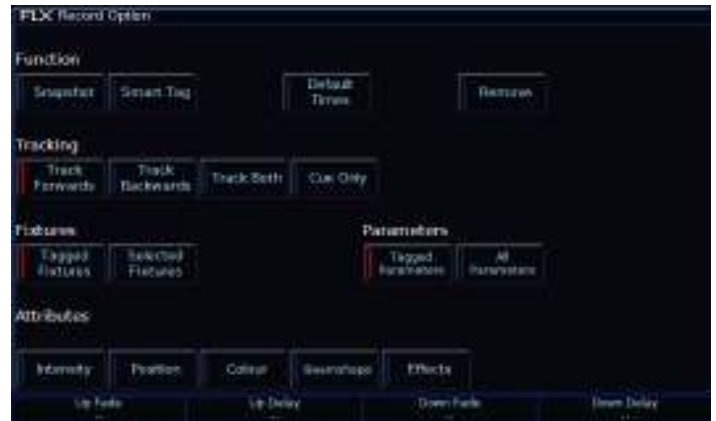 FLX Record Option
Function
Snapshot Smart Tag Default Times Remove
Tracking
Track Forwards Track Backwards Track Both Cue Only
Fixtures Parameters
Tagged Fixtures Selected Fixtures Tagged Parameters All Parameters
Attributes
Intensity Position Colour Beamshape Effects
Up Fade Up Delay Down Fade Down Delay